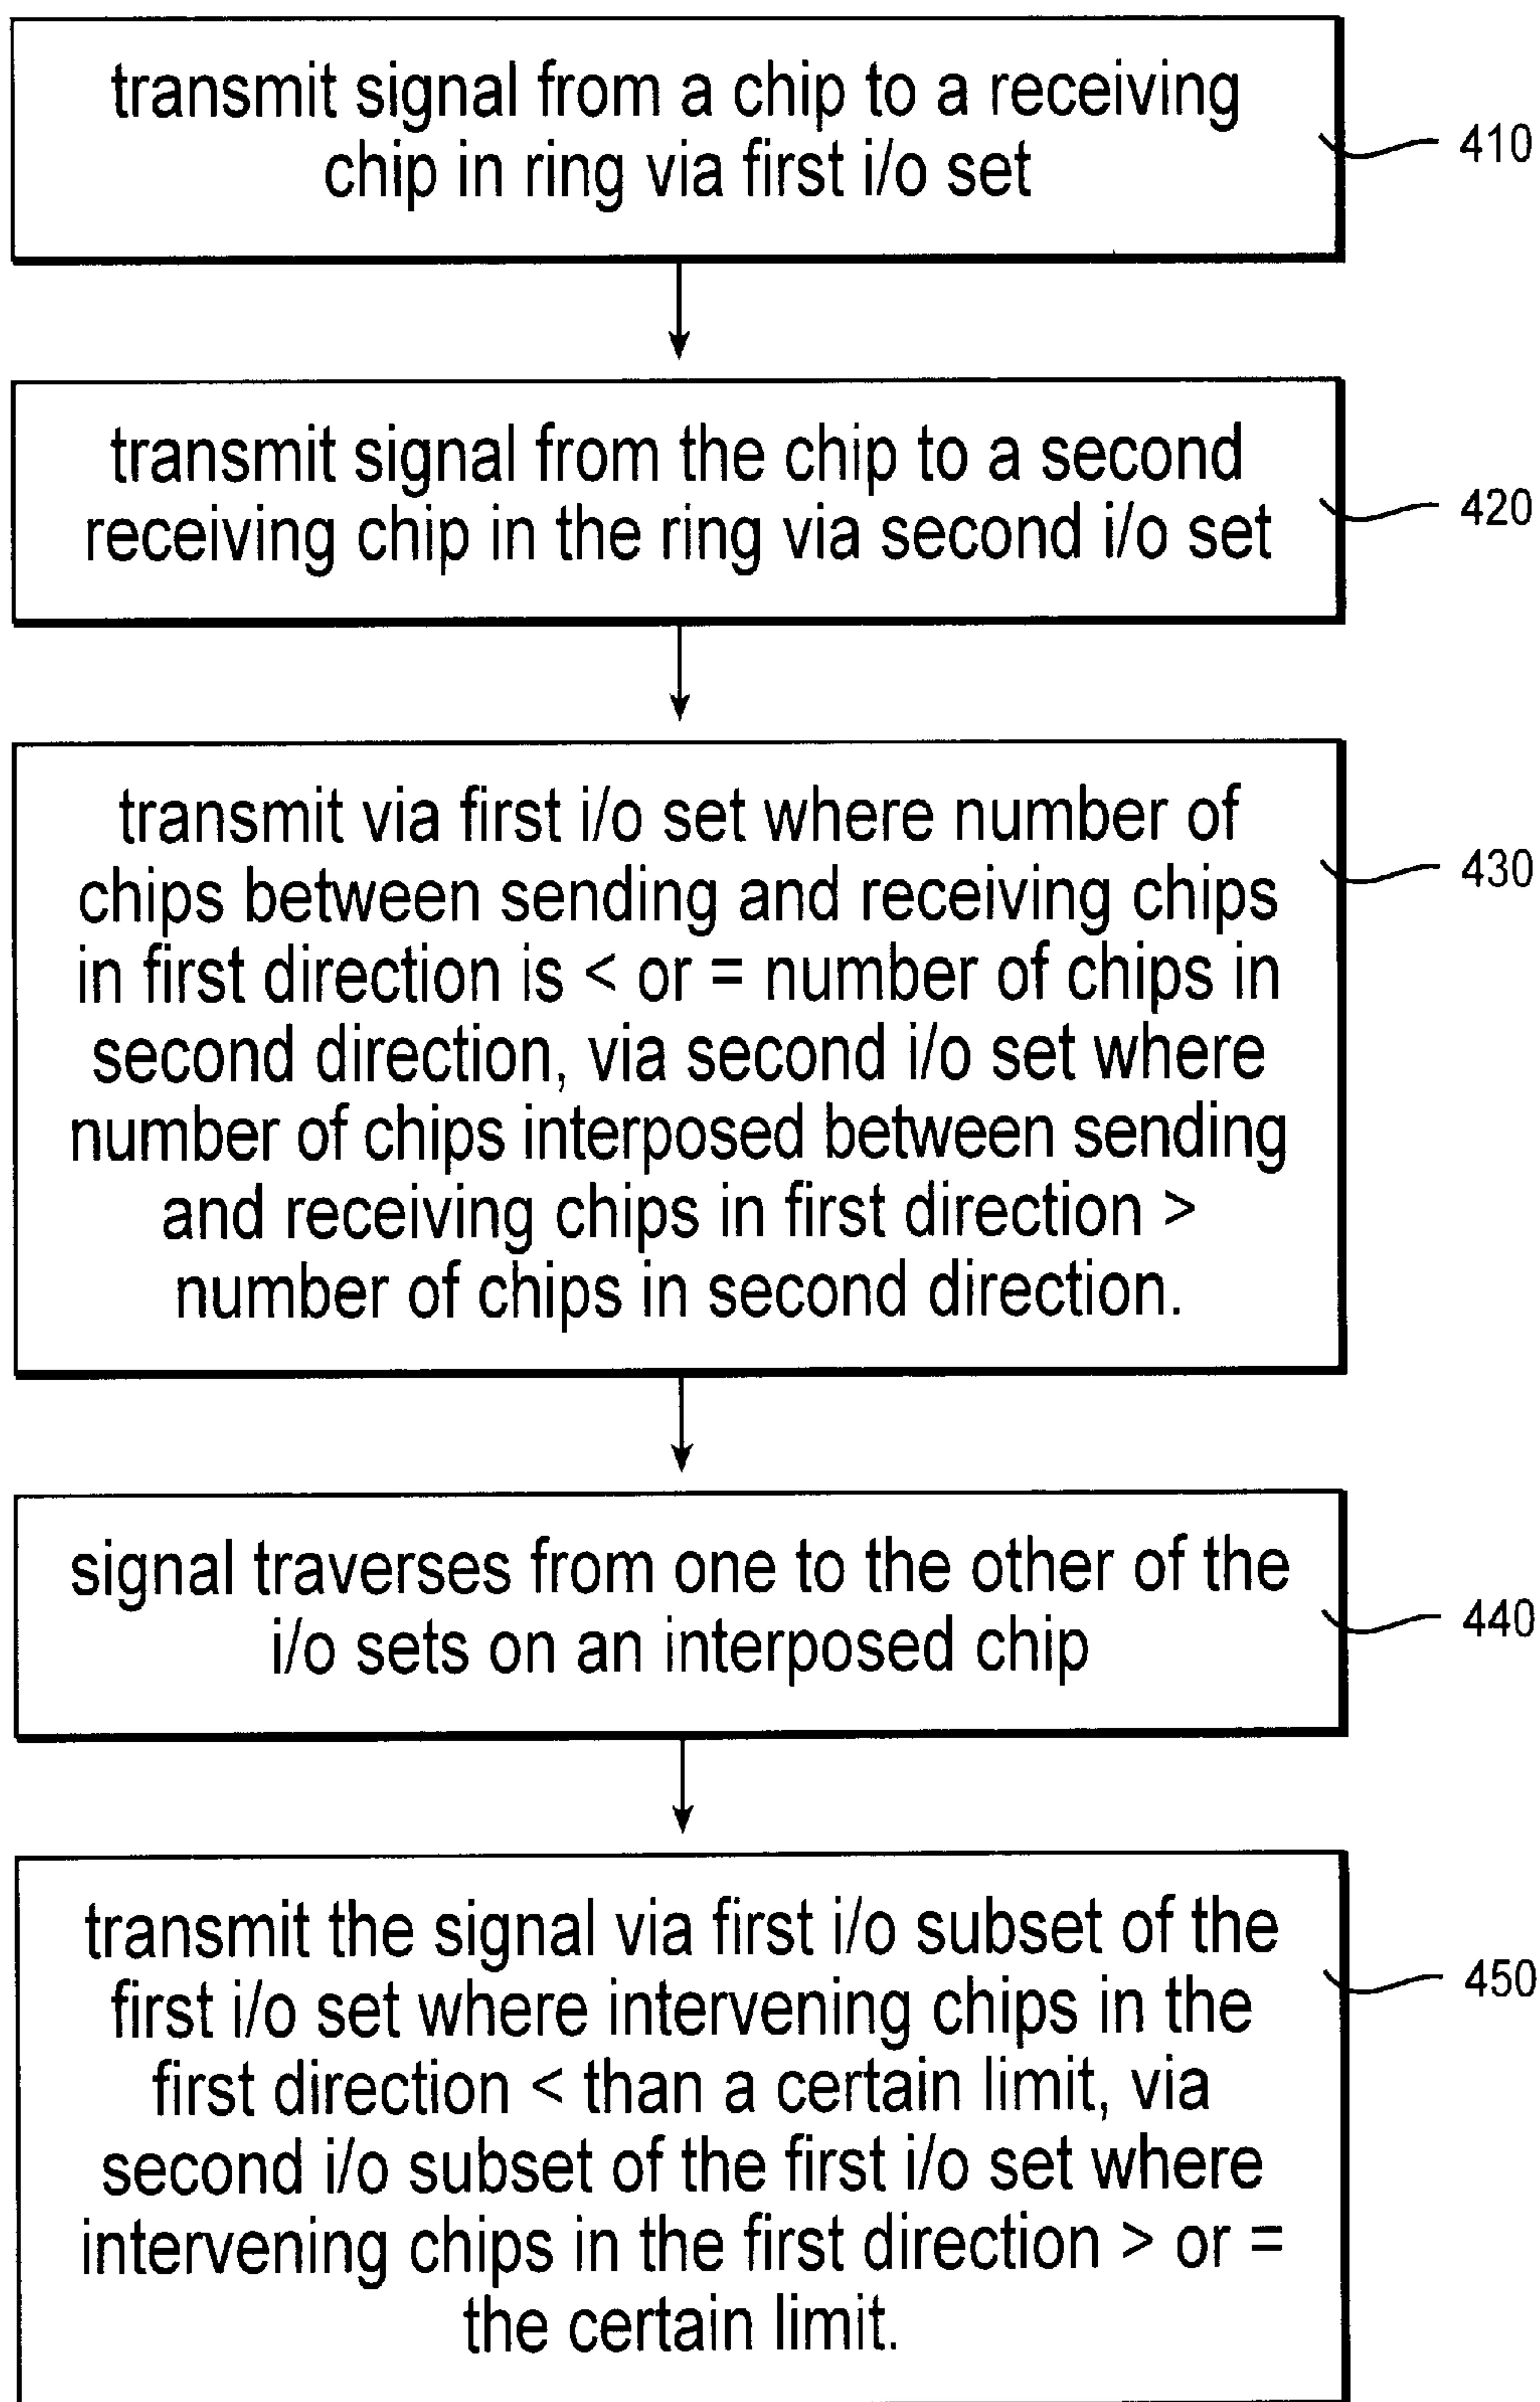 transmit signal from a chip to a receiving
chip in ring via first i/o set
410
transmit signal from the chip to a second
receiving chip in the ring via second i/o set
420
transmit via first i/o set where number of
chips between sending and receiving chips
in first direction is < or = number of chips in
second direction, via second i/o set where
number of chips interposed between sending
and receiving chips in first direction >
number of chips in second direction.
430
signal traverses from one to the other of the
i/o sets on an interposed chip
440
transmit the signal via first i/o subset of the
first i/o set where intervening chips in the
first direction < than a certain limit, via
second i/o subset of the first i/o set where
intervening chips in the first direction > or =
the certain limit.
450